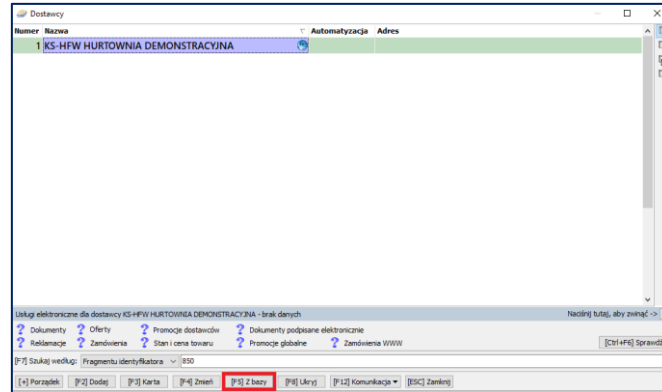 Dostawcy
Numer Nazwa Automatyzacja Adres
1 KS-HFW HURTOWNIA DEMONSTRACYJNA
Usługi elektroniczne dla dostawcy KS-HFW HURTOWNIA DEMONSTRACYJNA - brak danych Naciśnij tutaj, aby zwinąć ->
? Dokumenty ? Oferty ? Promocje dostawców ? Dokumenty podpisane elektronicznie
? Reklamacje ? Zamówienia ? Stan i cena towaru ? Promocje globalne ? Zamówienia WWW [Ctrl+F6] Sprawdź
[F7] Szukaj według: Fragmentu identyfikatora 850
[+] Porządek [F2] Dodaj [F3] Karta [F4] Zmień [F5] Z bazy [F8] Ukryj [F12] Komunikacja [ESC] Zamknij